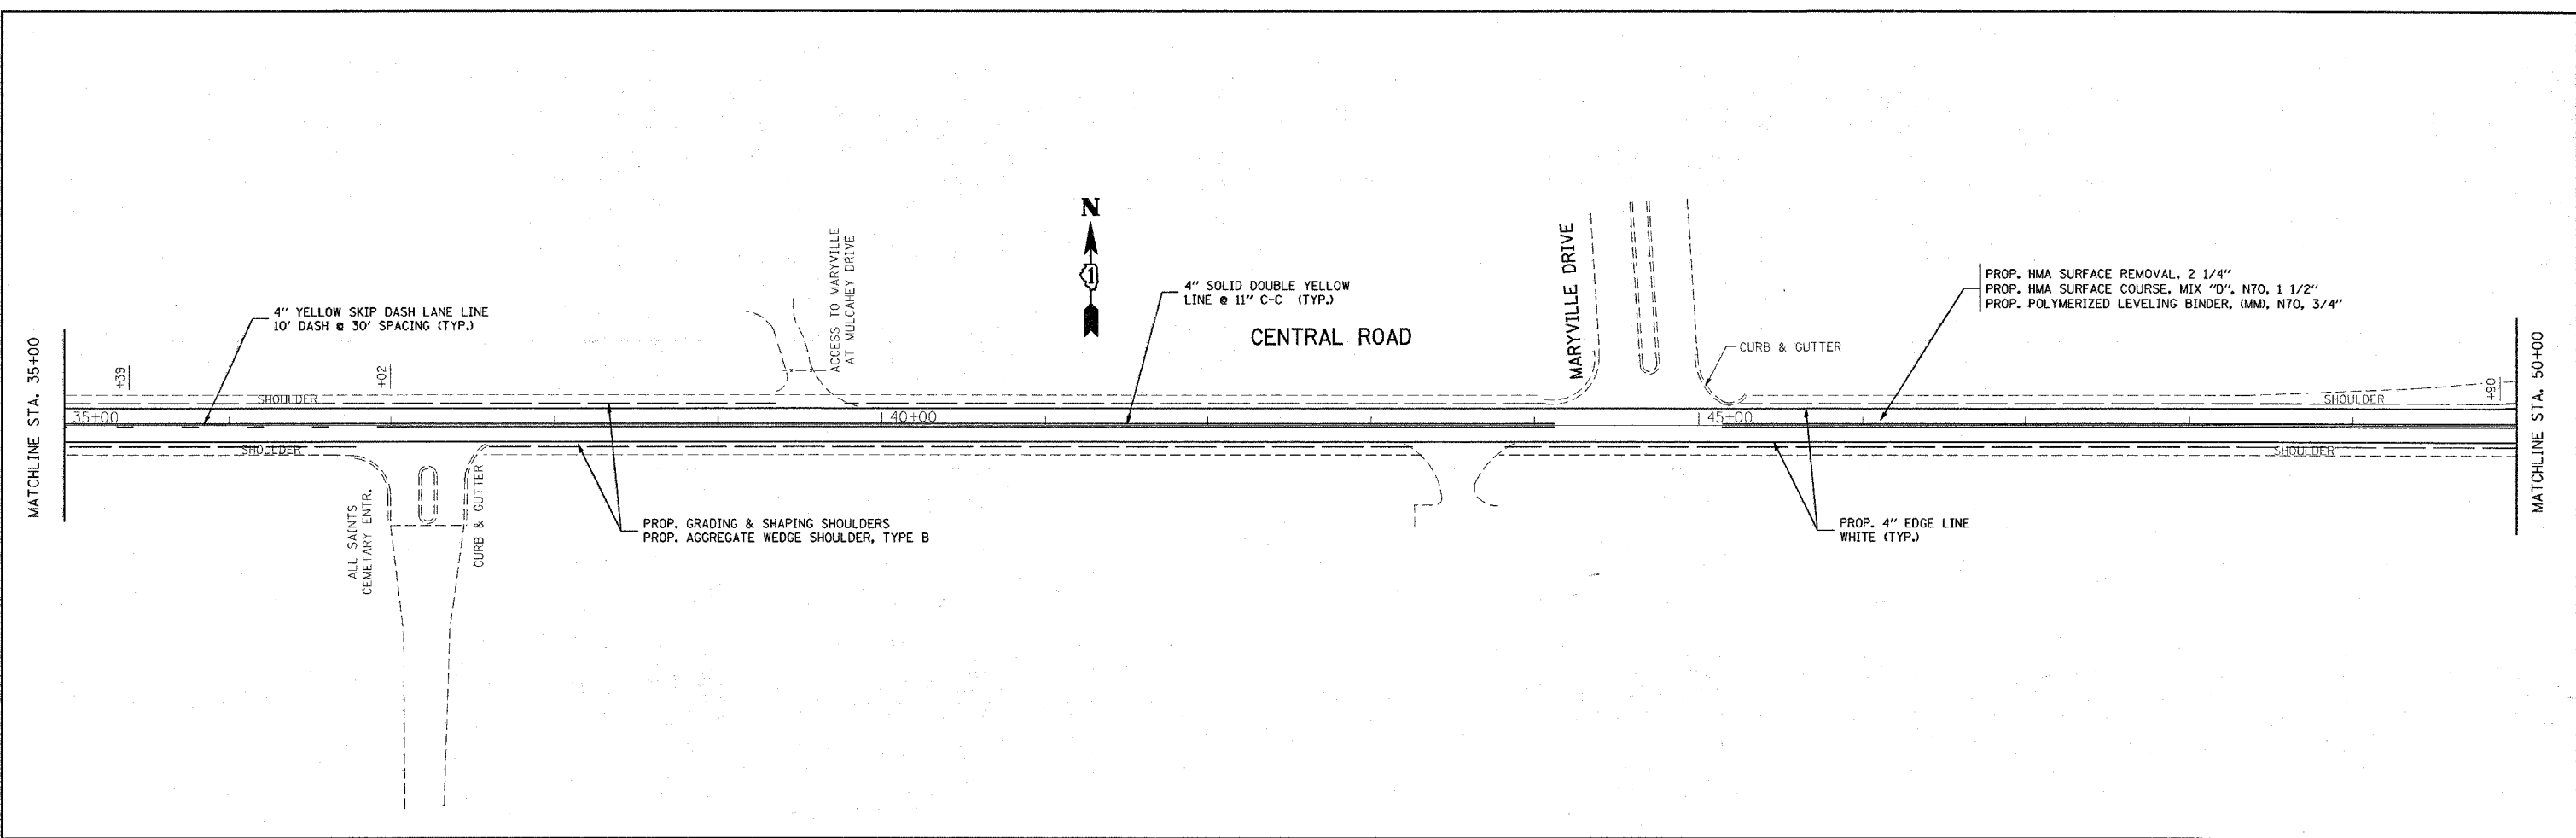 N
1
ACCESS TO MARYVILLE
AT MULCAHEY DRIVE
MARYVILLE DRIVE
4" YELLOW SKIP DASH LANE LINE
10' DASH @ 30' SPACING (TYP.)
4" SOLID DOUBLE YELLOW
LINE @ 11" C-C (TYP.)
CENTRAL ROAD
PROP. HMA SURFACE REMOVAL, 2 1/4"
PROP. HMA SURFACE COURSE, MIX "D", N70, 1 1/2"
PROP. POLYMERIZED LEVELING BINDER, (MM), N70, 3/4"
CURB & GUTTER
MATCHLINE STA. 35+00
MATCHLINE STA. 50+00
+39
+02
+90
SHOULDER
SHOULDER
35+00
40+00
45+00
SHOULDER
SHOULDER
ALL SAINTS
CEMETARY ENTR.
CURB & GUTTER
PROP. GRADING & SHAPING SHOULDERS
PROP. AGGREGATE WEDGE SHOULDER, TYPE B
PROP. 4" EDGE LINE
WHITE (TYP.)